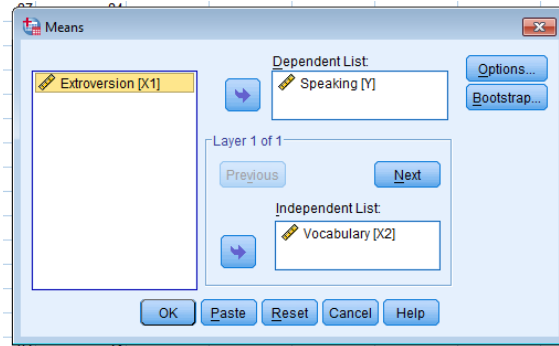 Means
Dependent List:
Extroversion [X1]
Speaking [Y]
Options...
Bootstrap...
Layer 1 of 1
Previous
Next
Independent List:
Vocabulary [X2]
OK
Paste
Reset
Cancel
Help